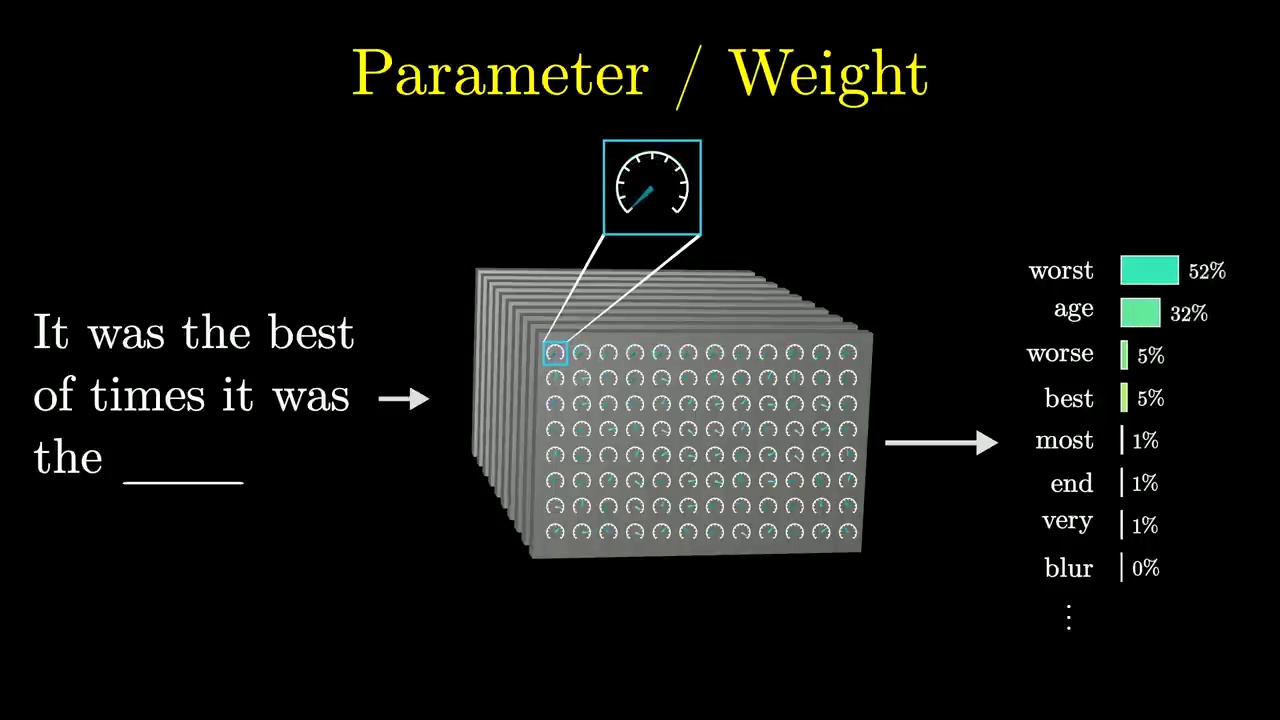 Parameter / Weight
It was the best
of times it was
the
worst 52%
age 32%
worse 5%
best 5%
most 1%
end 1%
very 1%
blur 0%